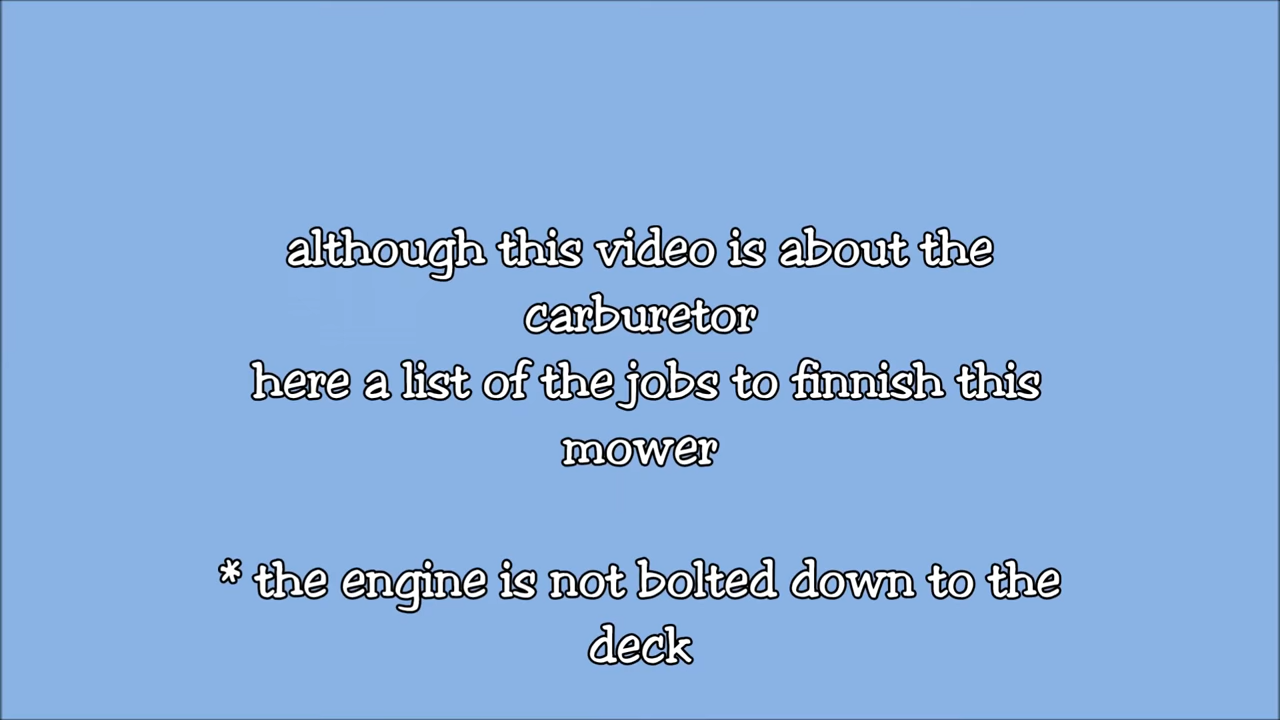 although this video is about the
carburetor
here a list of the jobs to finnish this
mower
* the engine is not bolted down to the
deck